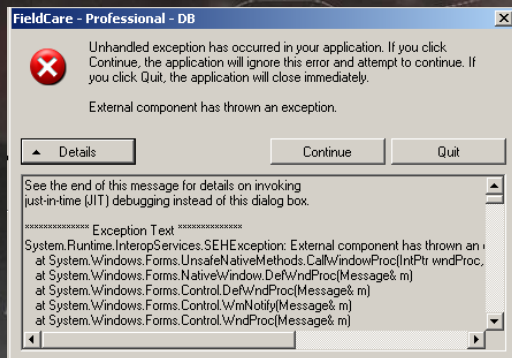 FieldCare - Professional - DB
Unhandled exception has occurred in your application. If you click
Continue, the application will ignore this error and attempt to continue. If
you click Quit, the application will close immediately.
External component has thrown an exception.
Details
Continue
Quit
See the end of this message for details on invoking
just-in-time (JIT) debugging instead of this dialog box.
************** Exception Text **************
System.Runtime.InteropServices.SEHException: External component has thrown an
at System.Windows.Forms.UnsafeNativeMethods.CallWindowProc(IntPtr wndProc,
at System.Windows.Forms.NativeWindow.DefWndProc(Message& m)
at System.Windows.Forms.Control.DefWndProc(Message& m)
at System.Windows.Forms.Control.WmNotify(Message& m)
at System.Windows.Forms.Control.WndProc(Message& m)